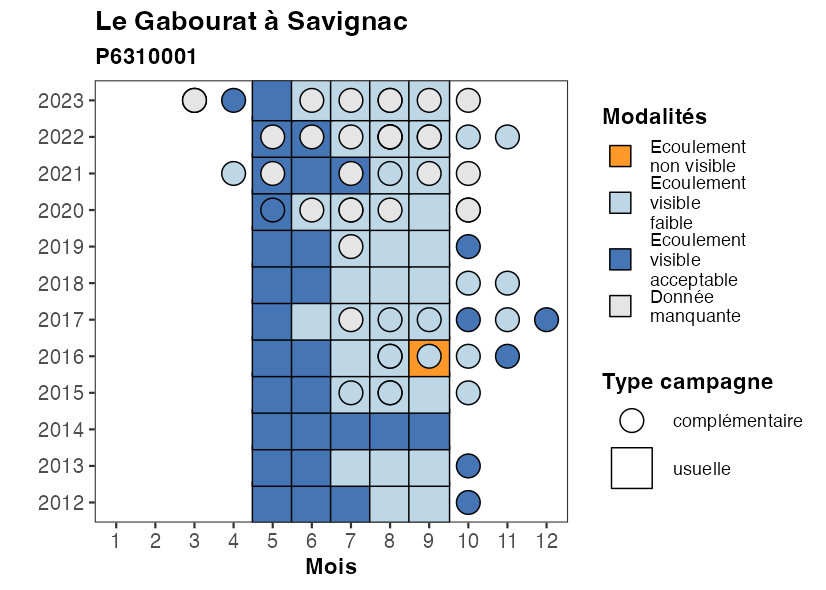 Le Gabourat à Savignac
P6310001
2023
2022
2021
2020
2019
2018
2017
2016
2015
2014
2013
2012
1 2 3 4 5 6 7 8 9 10 11 12
Mois
Modalités
Ecoulement
non visible
Ecoulement
visible
faible
Ecoulement
visible
acceptable
Donnée
manquante
Type campagne
complémentaire
usuelle